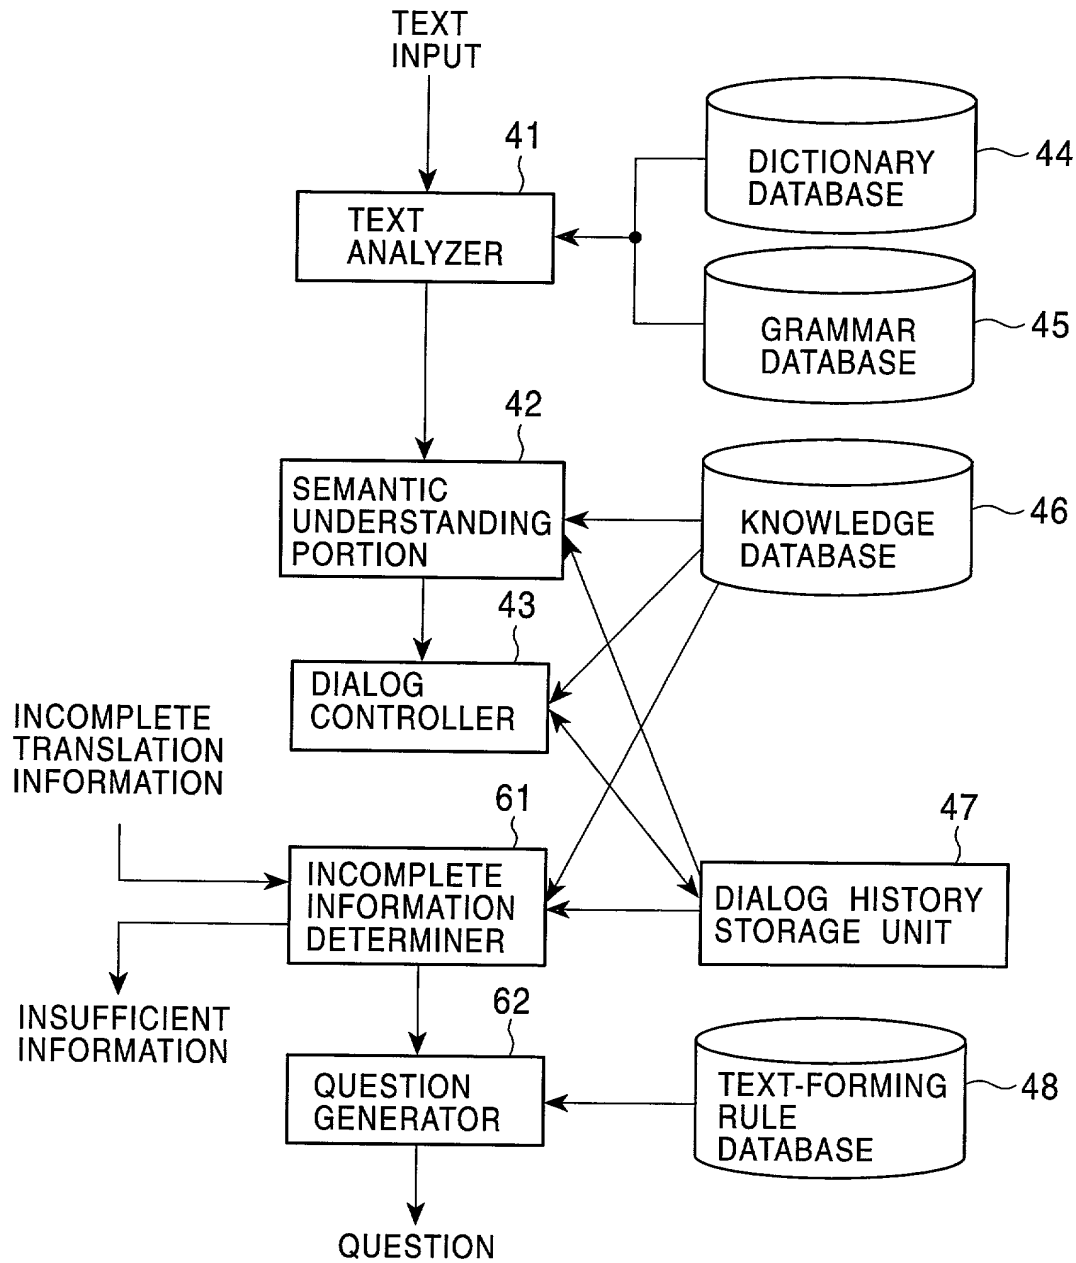 TEXT
INPUT
41
TEXT
ANALYZER
DICTIONARY
DATABASE
44
GRAMMAR
DATABASE
45
42
SEMANTIC
UNDERSTANDING
PORTION
KNOWLEDGE
DATABASE
46
43
DIALOG
CONTROLLER
INCOMPLETE
TRANSLATION
INFORMATION
61
INCOMPLETE
INFORMATION
DETERMINER
47
DIALOG HISTORY
STORAGE UNIT
INSUFFICIENT
INFORMATION
62
QUESTION
GENERATOR
TEXT-FORMING
RULE
DATABASE
48
QUESTION